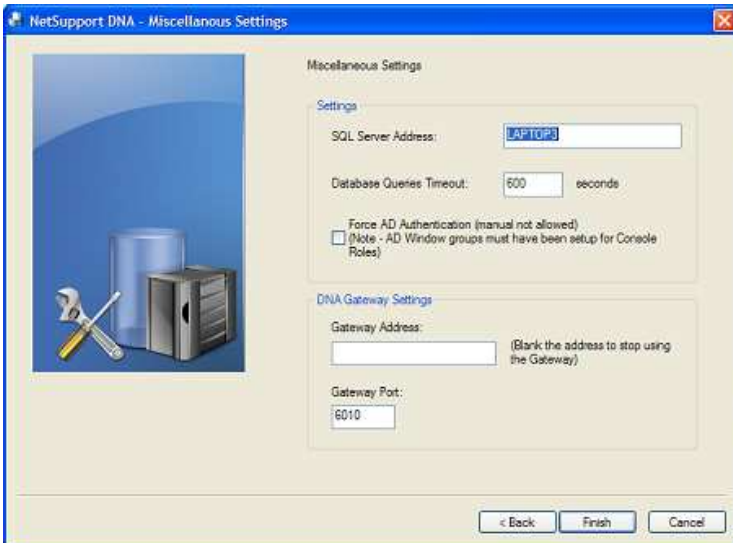 NetSupport DNA - Miscellanous Settings
Miscellaneous Settings
Settings
SQL Server Address:
LAPTOP3
Database Queries Timeout:
600
seconds
Force AD Authentication (manual not allowed)
(Note - AD Window groups must have been setup for Console
Roles)
DNA Gateway Settings
Gateway Address:
(Blank the address to stop using
the Gateway)
Gateway Port:
6010
< Back
Finish
Cancel